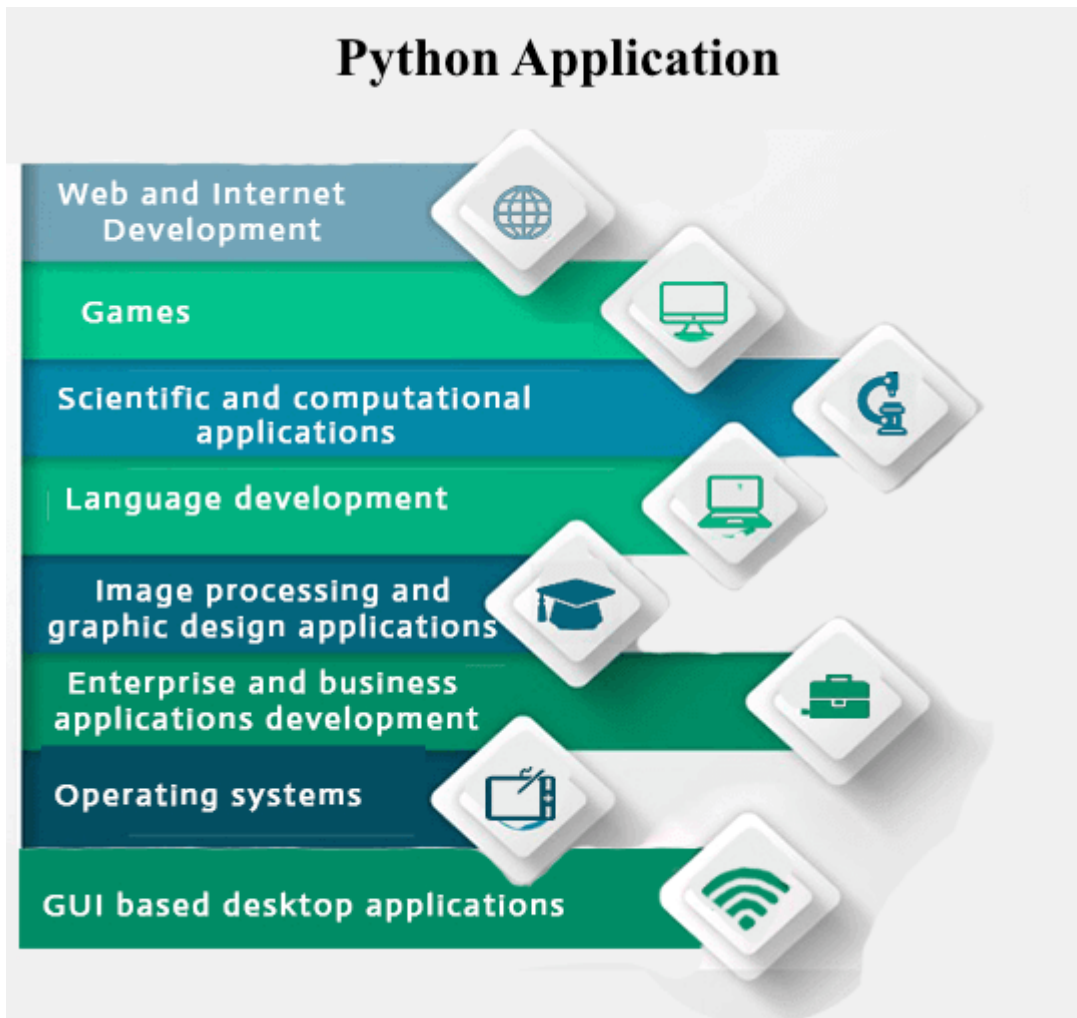 Python Application
Web and Internet
Development
Games
Scientific and computational
applications
Language development
Image processing and
graphic design applications
Enterprise and business
applications development
Operating systems
GUI based desktop applications